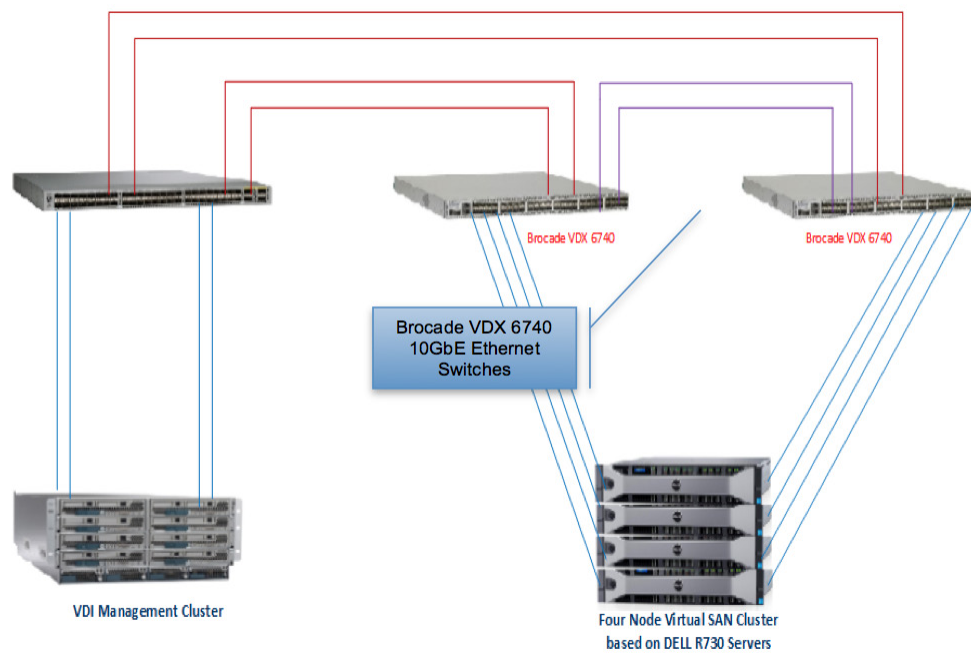 Brocade VDX 6740
Brocade VDX 6740
Brocade VDX 6740
10GbE Ethernet
Switches
VDI Management Cluster
Four Node Virtual SAN Cluster
based on DELL R730 Servers